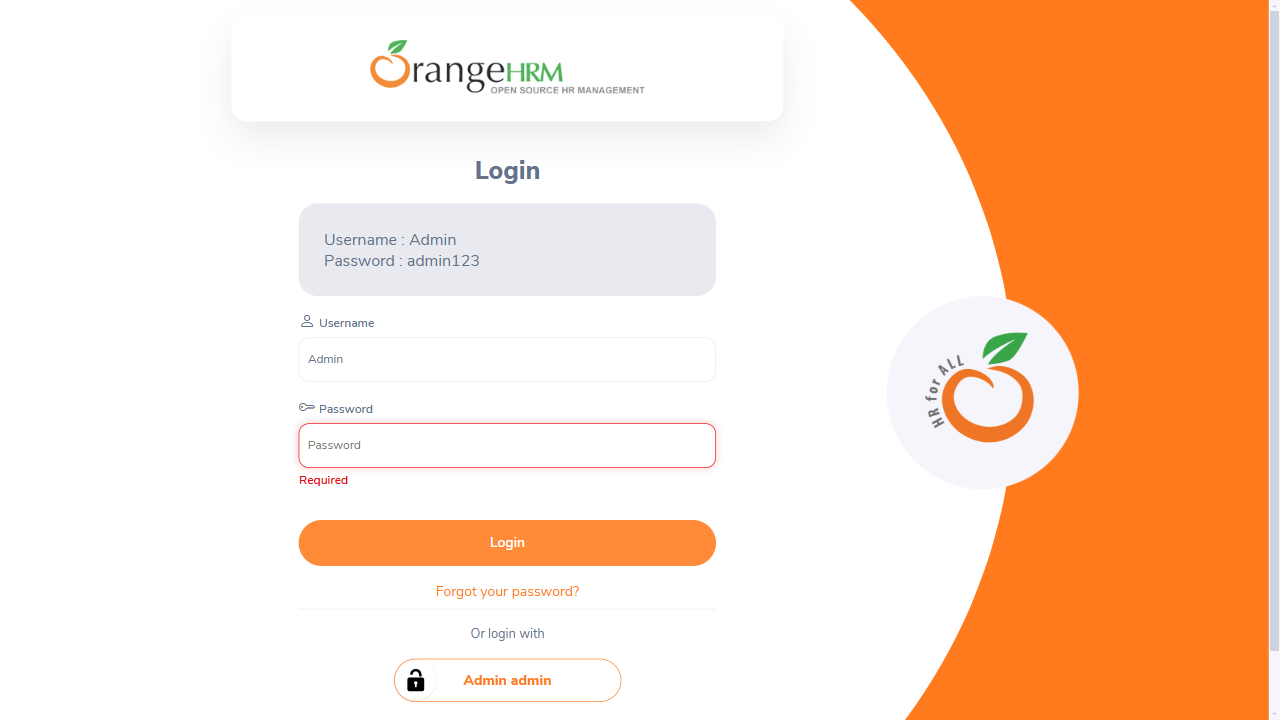 OrangeHRM
OPEN SOURCE HR MANAGEMENT
Login
Username : Admin
Password : admin123
Username
Admin
Password
Password
Required
Login
Forgot your password?
Or login with
Admin admin
HR for ALL